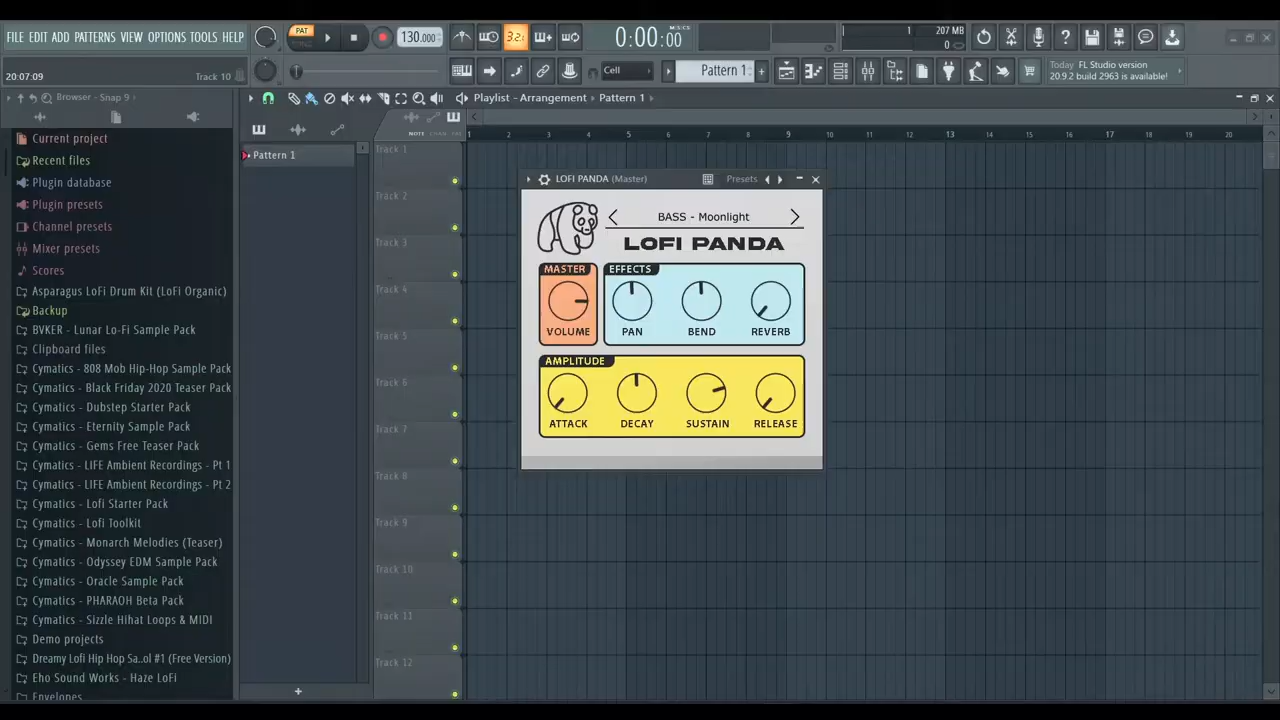 FILE EDIT ADD PATTERNS VIEW OPTIONS TOOLS HELP
PAT
130.000
3.2.
0:00:00
M:S:CS
1
207 MB
0
20:07:09
Track 10
Cell
Pattern 1
Today FL Studio version
20.9.2 build 2963 is available!
Browser - Snap 9
Playlist - Arrangement
Pattern 1
Current project
Recent files
Plugin database
Plugin presets
Channel presets
Mixer presets
Scores
Asparagus LoFi Drum Kit (LoFi Organic)
Backup
BVKER - Lunar Lo-Fi Sample Pack
Clipboard files
Cymatics - 808 Mob Hip-Hop Sample Pack
Cymatics - Black Friday 2020 Teaser Pack
Cymatics - Dubstep Starter Pack
Cymatics - Eternity Sample Pack
Cymatics - Gems Free Teaser Pack
Cymatics - LIFE Ambient Recordings - Pt 1
Cymatics - LIFE Ambient Recordings - Pt 2
Cymatics - Lofi Starter Pack
Cymatics - Lofi Toolkit
Cymatics - Monarch Melodies (Teaser)
Cymatics - Odyssey EDM Sample Pack
Cymatics - Oracle Sample Pack
Cymatics - PHARAOH Beta Pack
Cymatics - Sizzle Hihat Loops & MIDI
Demo projects
Dreamy Lofi Hip Hop Sa..ol #1 (Free Version)
Eho Sound Works - Haze LoFi
Envelopes
Pattern 1
NOTE CHAN PAT
1 2 3 4 5 6 7 8 9 10 11 12 13 14 15 16 17 18 19 20
Track 1
Track 2
Track 3
Track 4
Track 5
Track 6
Track 7
Track 8
Track 9
Track 10
Track 11
Track 12
LOFI PANDA (Master)
Presets
BASS - Moonlight
LOFI PANDA
MASTER
EFFECTS
VOLUME
PAN
BEND
REVERB
AMPLITUDE
ATTACK
DECAY
SUSTAIN
RELEASE